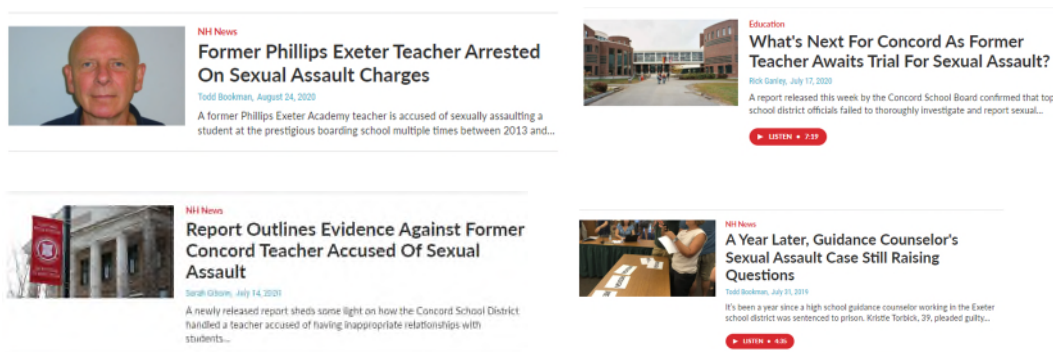 NH News
Former Phillips Exeter Teacher Arrested
On Sexual Assault Charges
Todd Bookman, August 24, 2020
A former Phillips Exeter Academy teacher is accused of sexually assaulting a
student at the prestigious boarding school multiple times between 2013 and...
Education
What's Next For Concord As Former
Teacher Awaits Trial For Sexual Assault?
Rick Ganley, July 17, 2020
A report released this week by the Concord School Board confirmed that top
school district officials failed to thoroughly investigate and report sexual...
LISTEN • 7:19
NH News
Report Outlines Evidence Against Former
Concord Teacher Accused Of Sexual
Assault
Sarah Gibson, July 14, 2020
A newly released report sheds some light on how the Concord School District
handled a teacher accused of having inappropriate relationships with
students...
NH News
A Year Later, Guidance Counselor's
Sexual Assault Case Still Raising
Questions
Todd Bookman, July 31, 2019
It's been a year since a high school guidance counselor working in the Exeter
school district was sentenced to prison. Kristie Torbick, 39, pleaded guilty...
LISTEN • 4:35